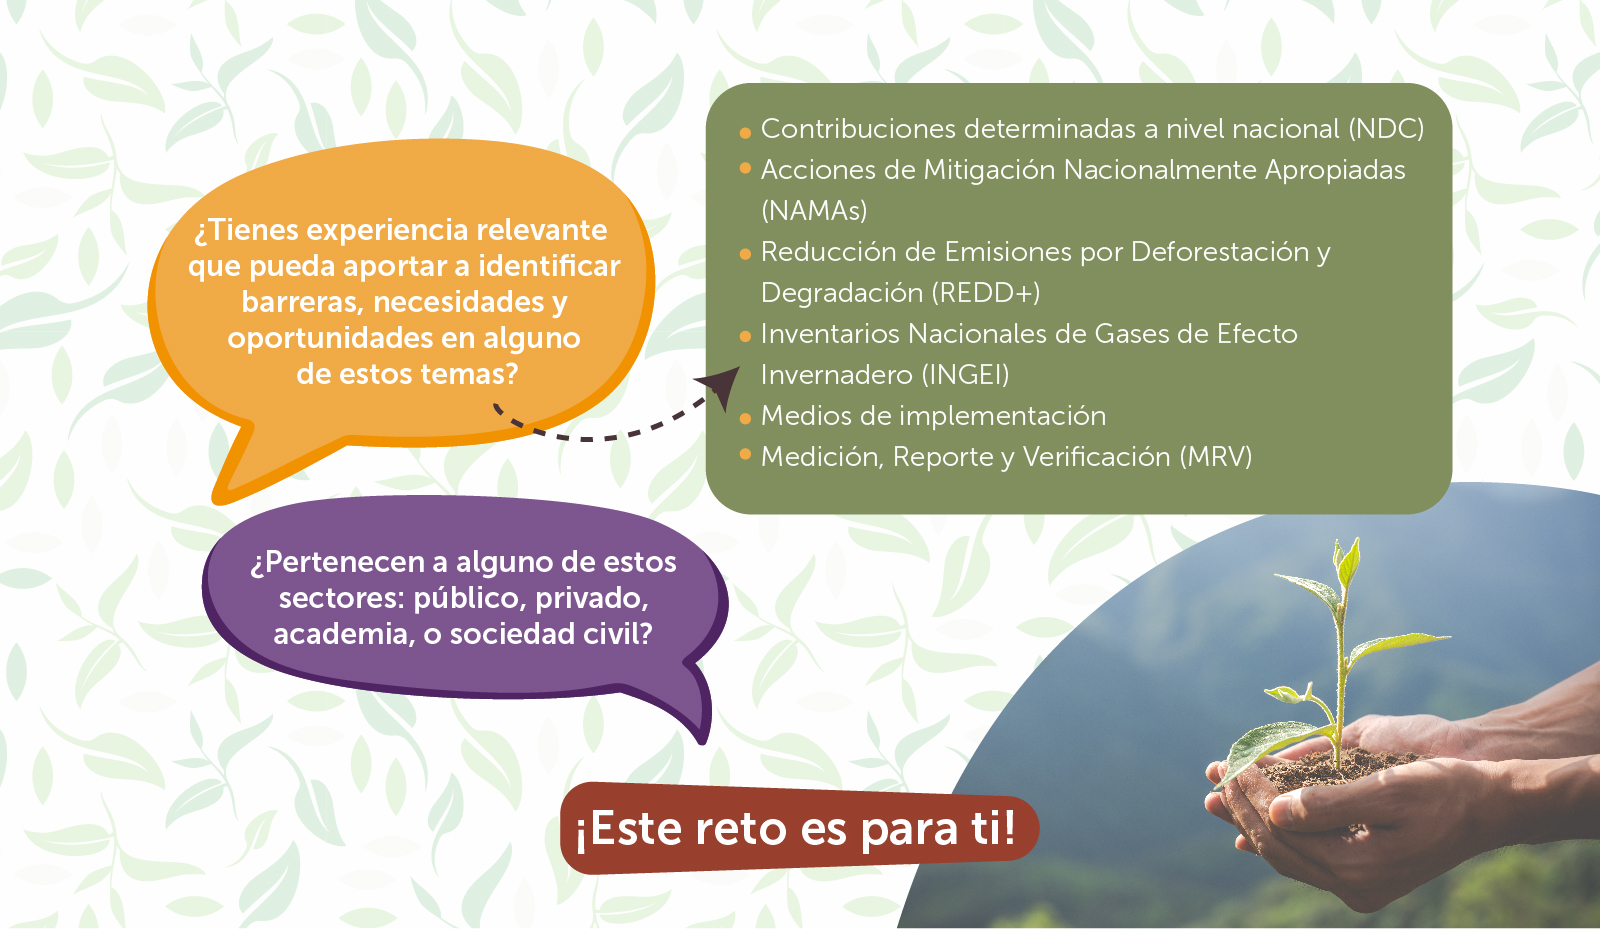 ¿Tienes experiencia relevante
que pueda aportar a identificar
barreras, necesidades y
oportunidades en alguno
de estos temas?
Contribuciones determinadas a nivel nacional (NDC)
Acciones de Mitigación Nacionalmente Apropiadas
(NAMAs)
Reducción de Emisiones por Deforestación y
Degradación (REDD+)
Inventarios Nacionales de Gases de Efecto
Invernadero (INGEI)
Medios de implementación
Medición, Reporte y Verificación (MRV)
¿Pertenecen a alguno de estos
sectores: público, privado,
academia, o sociedad civil?
¡Este reto es para ti!